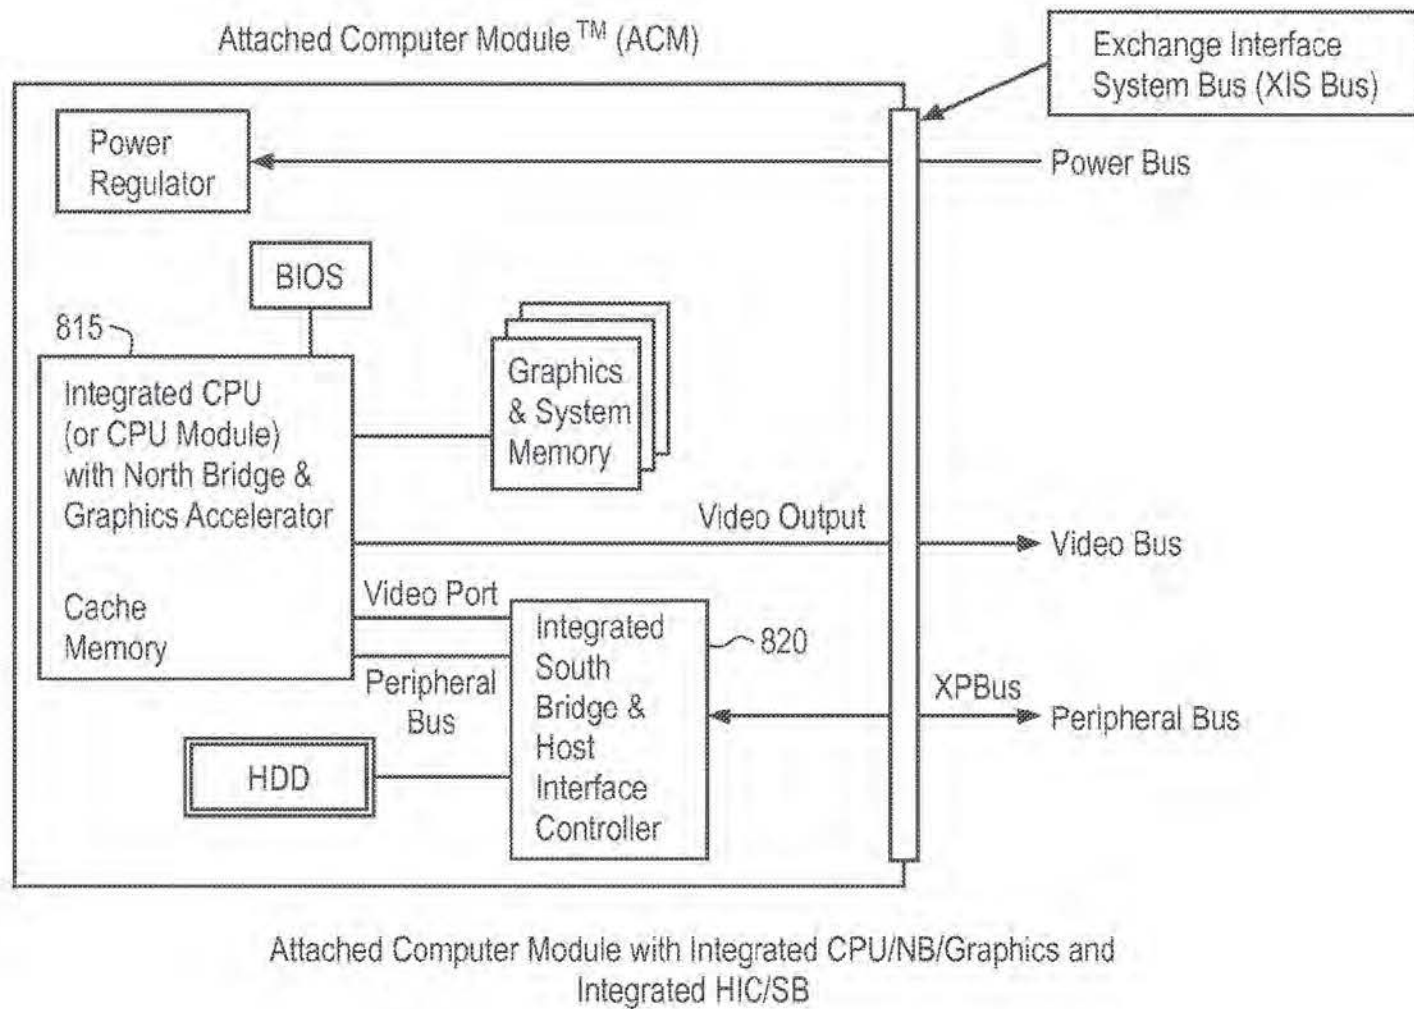 Attached Computer Module™ (ACM)
Exchange Interface
System Bus (XIS Bus)
Power
Regulator
Power Bus
BIOS
815
Integrated CPU
(or CPU Module)
with North Bridge &
Graphics Accelerator
Cache
Memory
Graphics
& System
Memory
Video Output
Video Bus
Video Port
Peripheral
Bus
Integrated
South
Bridge &
Host
Interface
Controller
820
XPBus
Peripheral Bus
HDD
Attached Computer Module with Integrated CPU/NB/Graphics and
Integrated HIC/SB